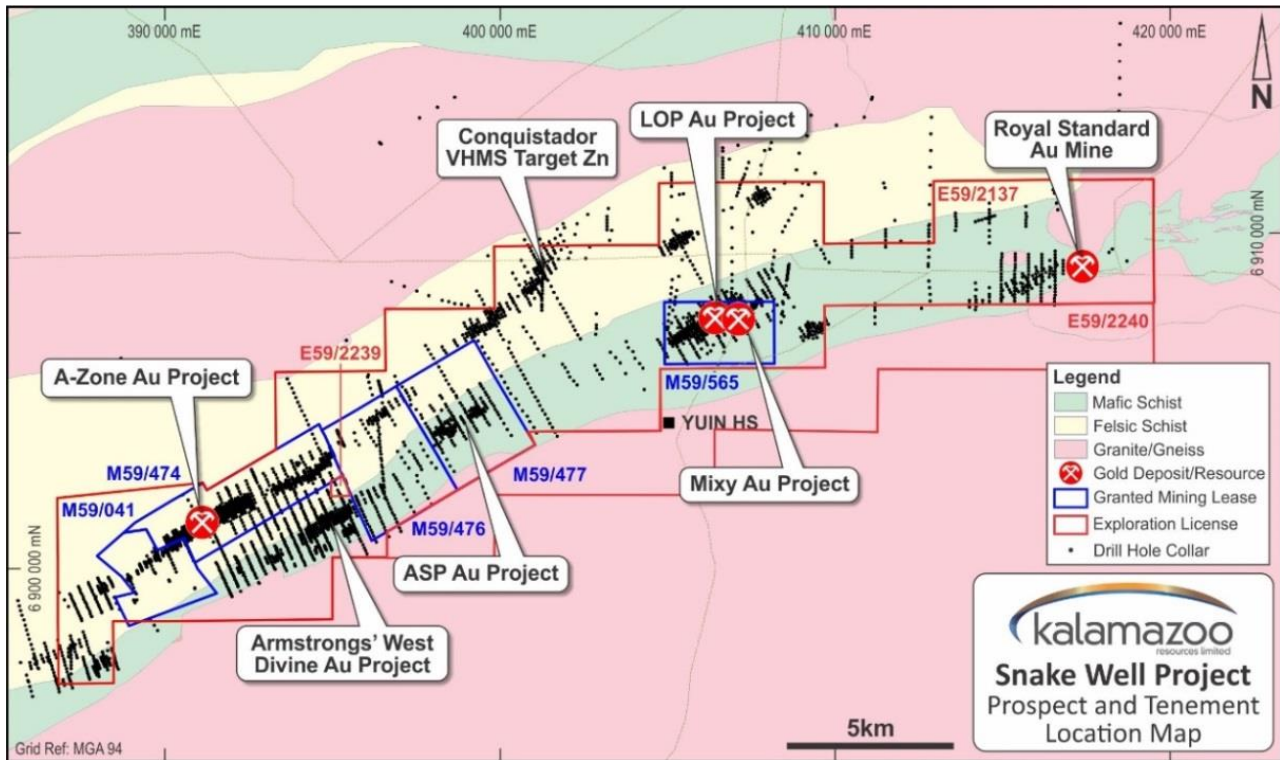 390 000 mE
400 000 mE
410 000 mE
420 000 mE
N
LOP Au Project
Royal Standard
Au Mine
Conquistador
VHMS Target Zn
E59/2137
6 910 000 mN
E59/2240
E59/2239
A-Zone Au Project
M59/565
YUIN HS
Legend
Mafic Schist
Felsic Schist
Granite/Gneiss
Gold Deposit/Resource
Granted Mining Lease
Exploration License
Drill Hole Collar
M59/474
M59/041
M59/477
Mixy Au Project
M59/476
ASP Au Project
6 900 000 mN
Armstrongs' West
Divine Au Project
kalamazoo
resources limited
Snake Well Project
Prospect and Tenement
Location Map
5km
Grid Ref: MGA 94